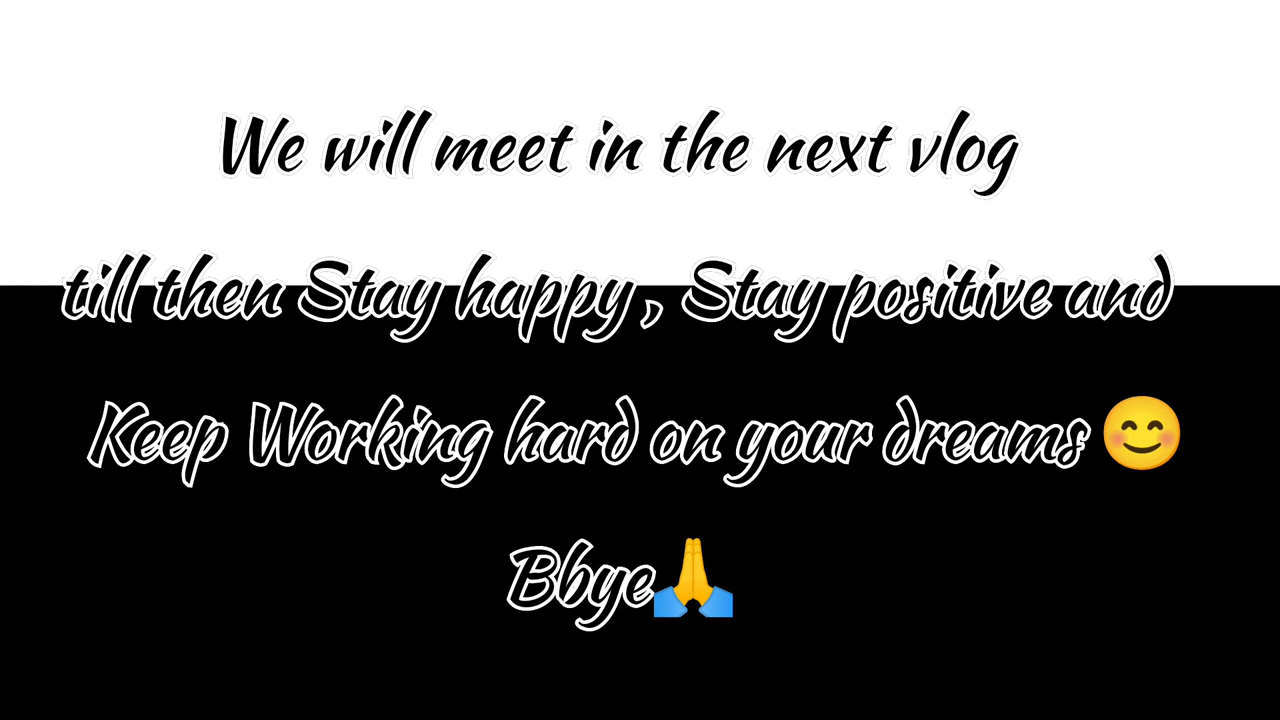 We will meet in the next vlog
till then Stay happy , Stay positive and
Keep Working hard on your dreams 😊
Bbye🙏